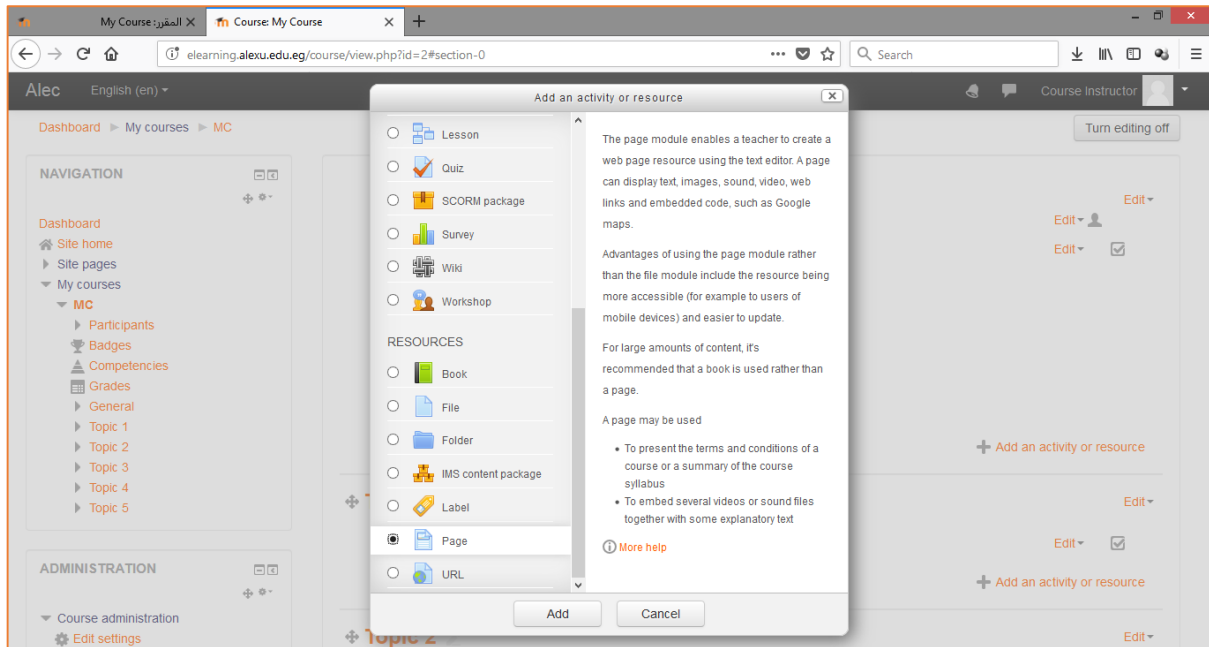 My Course: المقرر
Course: My Course
elearning.alexu.edu.eg/course/view.php?id=2#section-0
Search
Alec
English (en)
Course Instructor
Dashboard
My courses
MC
Turn editing off
NAVIGATION
Dashboard
Site home
Site pages
My courses
MC
Participants
Badges
Competencies
Grades
General
Topic 1
Topic 2
Topic 3
Topic 4
Topic 5
ADMINISTRATION
Course administration
Edit settings
Add an activity or resource
Lesson
Quiz
SCORM package
Survey
Wiki
Workshop
RESOURCES
Book
File
Folder
IMS content package
Label
Page
URL
The page module enables a teacher to create a
web page resource using the text editor. A page
can display text, images, sound, video, web
links and embedded code, such as Google
maps.
Advantages of using the page module rather
than the file module include the resource being
more accessible (for example to users of
mobile devices) and easier to update.
For large amounts of content, it's
recommended that a book is used rather than
a page.
A page may be used
• To present the terms and conditions of a
course or a summary of the course
syllabus
• To embed several videos or sound files
together with some explanatory text
More help
Add
Cancel
Edit
Edit
Edit
Add an activity or resource
Edit
Edit
Add an activity or resource
Topic 2
Edit